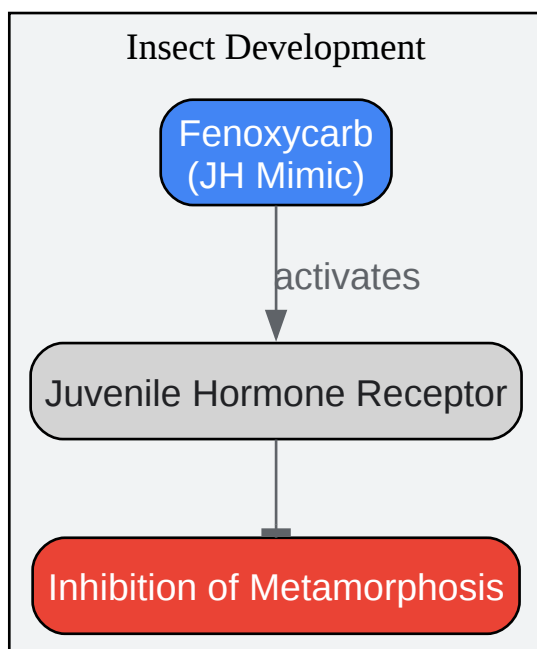 Insect Development
Fenoxycarb
(JH Mimic)
activates
Juvenile Hormone Receptor
Inhibition of Metamorphosis